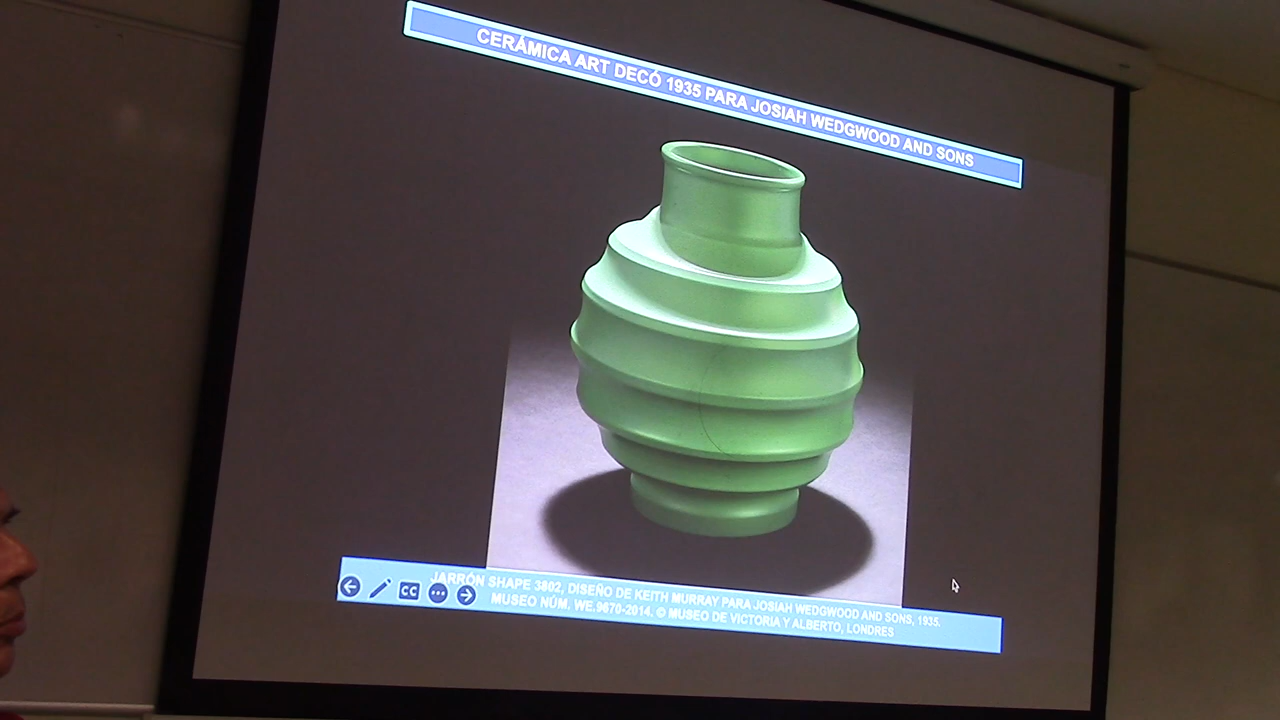 CERÁMICA ART DECÓ 1935 PARA JOSIAH WEDGWOOD AND SONS
JARRÓN SHAPE 3802, DISEÑO DE KEITH MURRAY PARA JOSIAH WEDGWOOD AND SONS, 1935.
MUSEO NÚM. WE.9670-2014. © MUSEO DE VICTORIA Y ALBERTO, LONDRES
CC